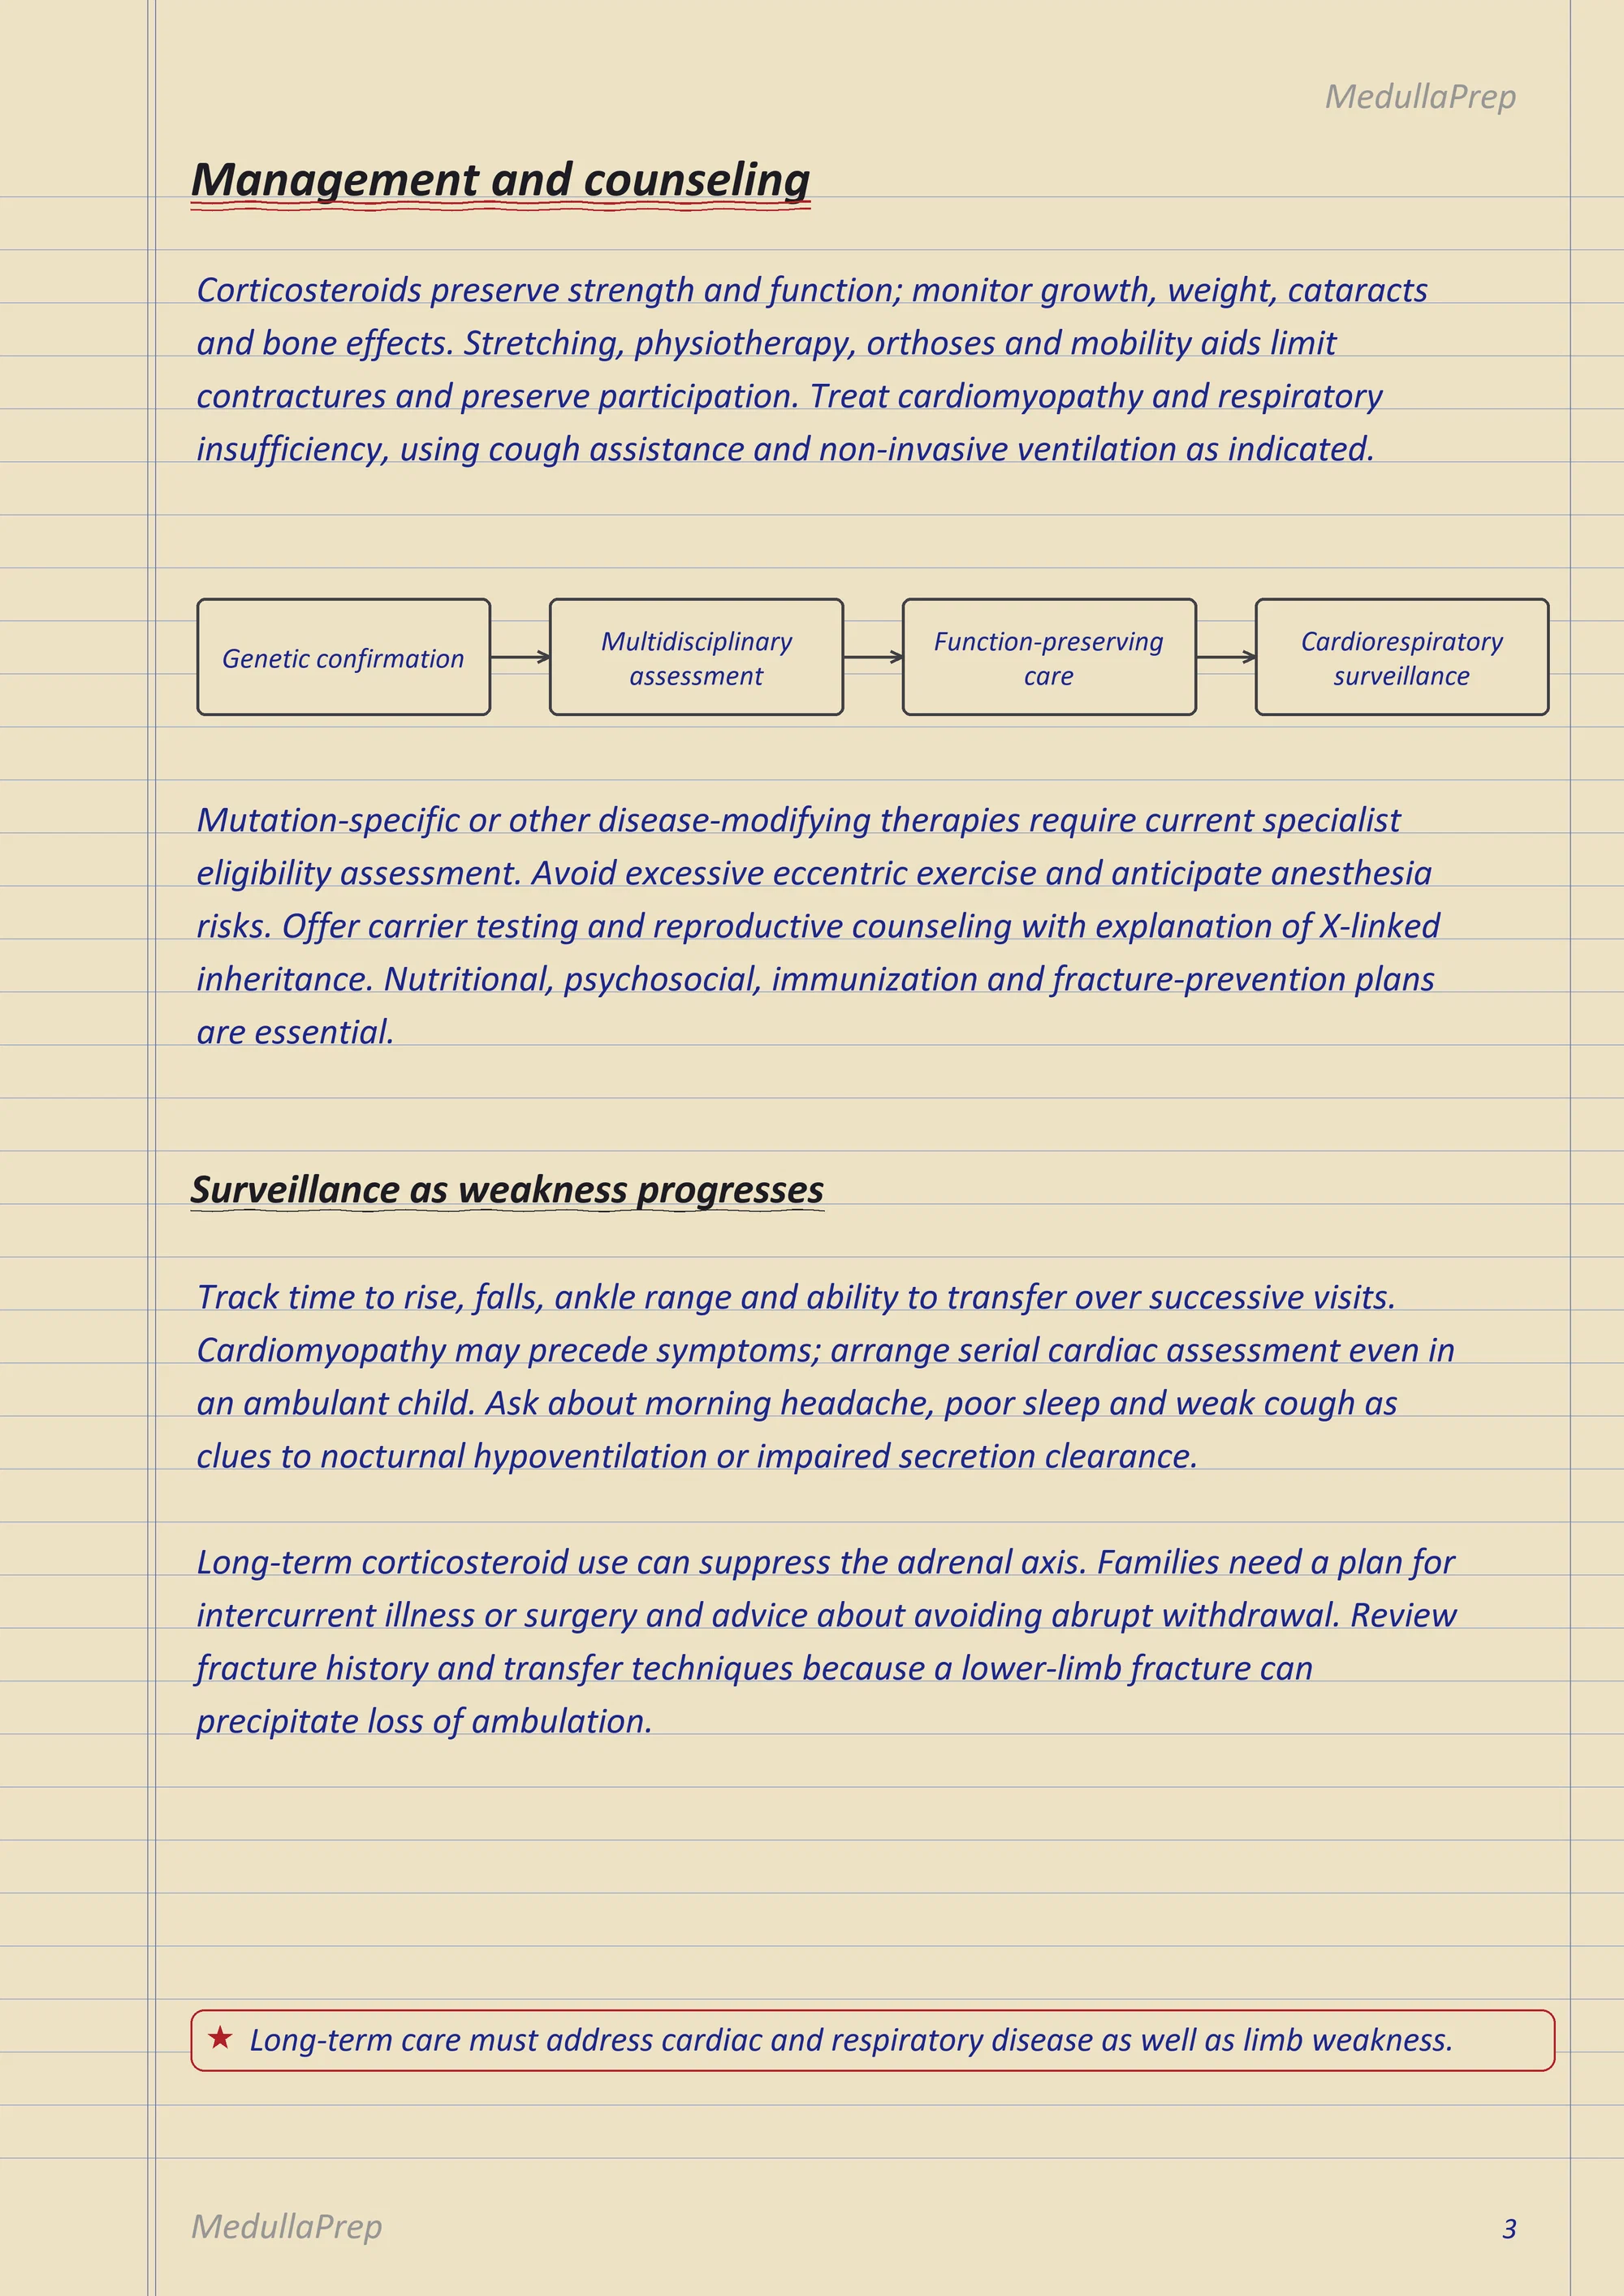 MedullaPrep
Management and counseling
Corticosteroids preserve strength and function; monitor growth, weight, cataracts
and bone effects. Stretching, physiotherapy, orthoses and mobility aids limit
contractures and preserve participation. Treat cardiomyopathy and respiratory
insufficiency, using cough assistance and non-invasive ventilation as indicated.
Genetic confirmation
Multidisciplinary
assessment
Function-preserving
care
Cardiorespiratory
surveillance
Mutation-specific or other disease-modifying therapies require current specialist
eligibility assessment. Avoid excessive eccentric exercise and anticipate anesthesia
risks. Offer carrier testing and reproductive counseling with explanation of X-linked
inheritance. Nutritional, psychosocial, immunization and fracture-prevention plans
are essential.
Surveillance as weakness progresses
Track time to rise, falls, ankle range and ability to transfer over successive visits.
Cardiomyopathy may precede symptoms; arrange serial cardiac assessment even in
an ambulant child. Ask about morning headache, poor sleep and weak cough as
clues to nocturnal hypoventilation or impaired secretion clearance.
Long-term corticosteroid use can suppress the adrenal axis. Families need a plan for
intercurrent illness or surgery and advice about avoiding abrupt withdrawal. Review
fracture history and transfer techniques because a lower-limb fracture can
precipitate loss of ambulation.
★ Long-term care must address cardiac and respiratory disease as well as limb weakness.
MedullaPrep
3